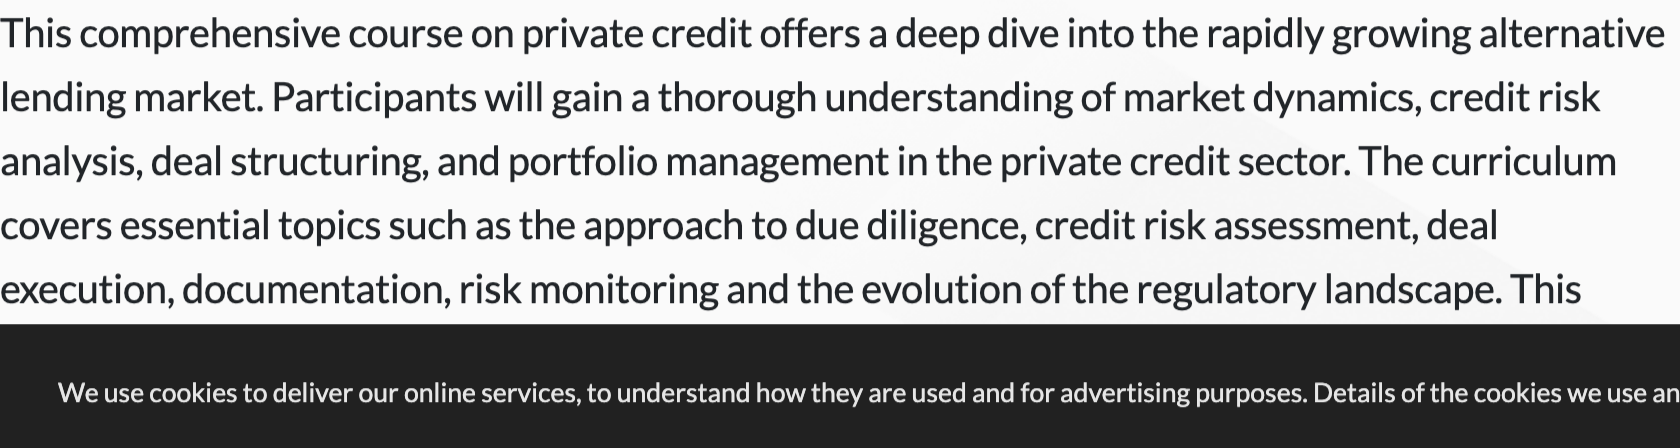 This comprehensive course on private credit offers a deep dive into the rapidly growing alternative
lending market. Participants will gain a thorough understanding of market dynamics, credit risk
analysis, deal structuring, and portfolio management in the private credit sector. The curriculum
covers essential topics such as the approach to due diligence, credit risk assessment, deal
execution, documentation, risk monitoring and the evolution of the regulatory landscape. This
We use cookies to deliver our online services, to understand how they are used and for advertising purposes. Details of the cookies we use an